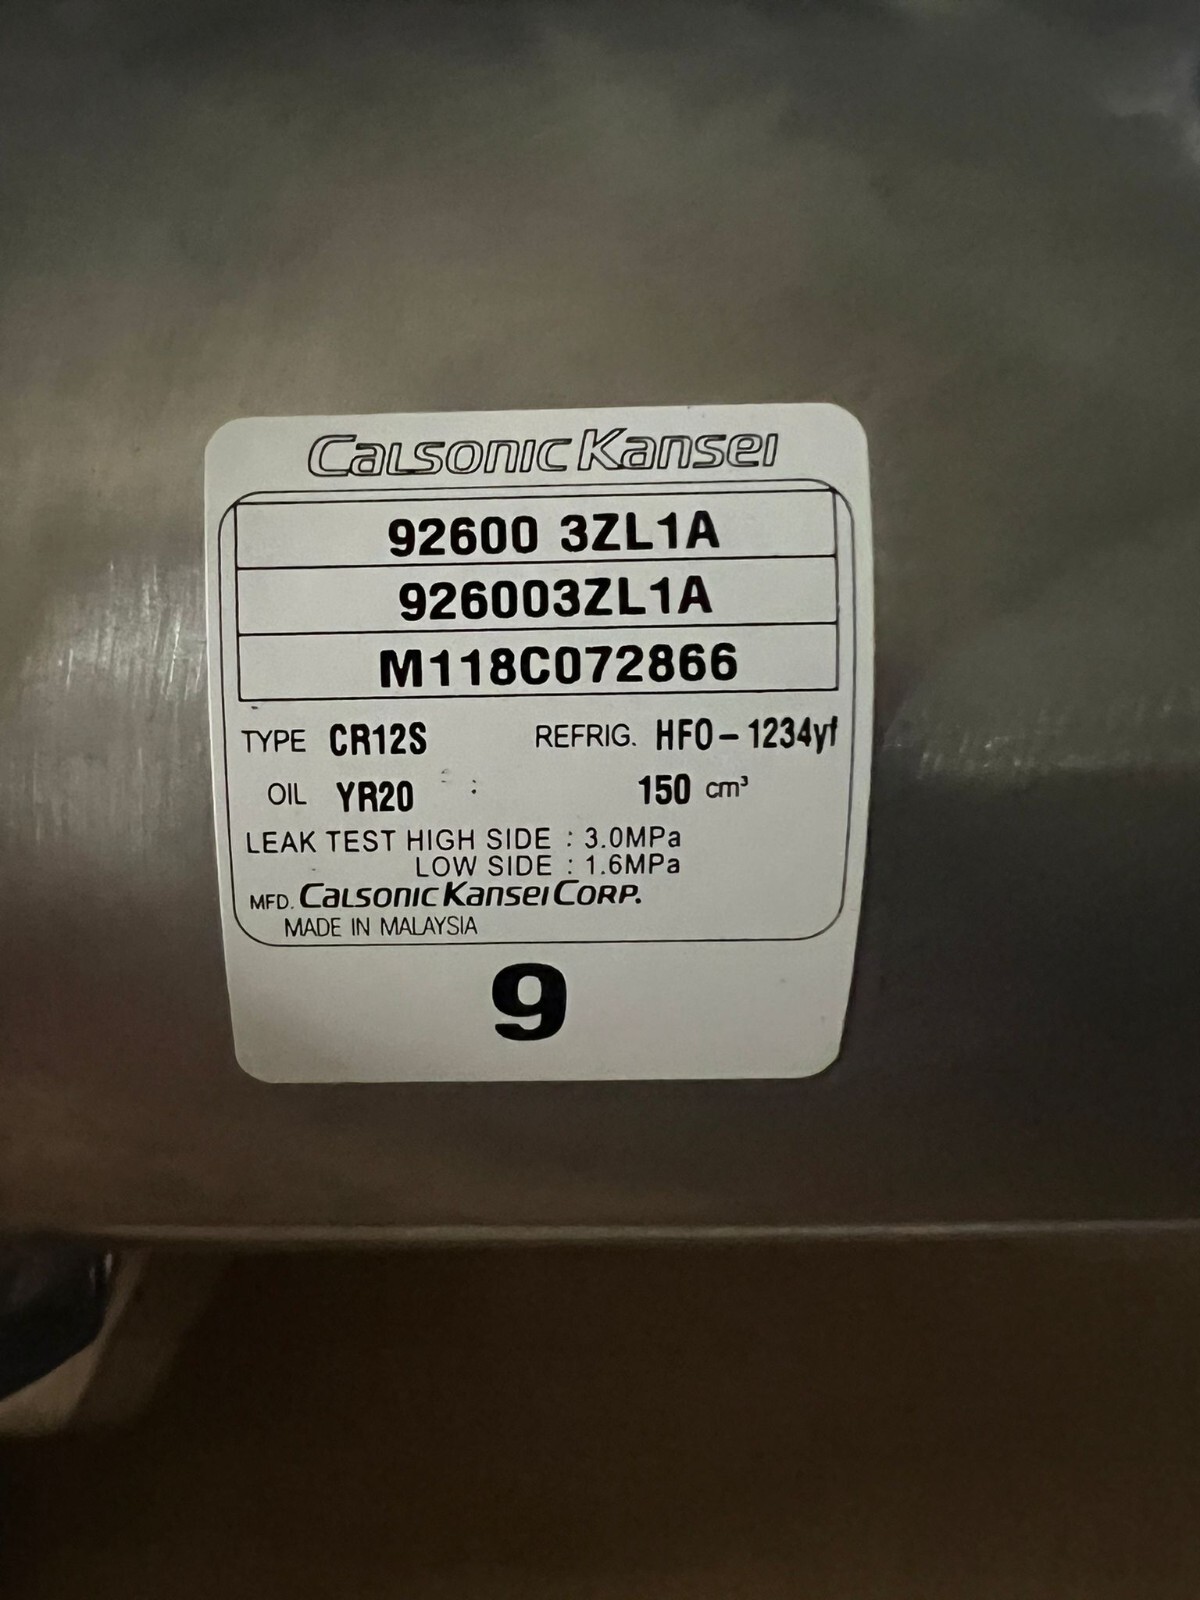 Calsonic Kansei
92600 3ZL1A
926003ZL1A
M118C072866
TYPE CR12S REFRIG. HFO-1234yf
OIL YR20 : 150 cm³
LEAK TEST HIGH SIDE : 3.0MPa
LOW SIDE : 1.6MPa
MFD. Calsonic Kansei Corp.
MADE IN MALAYSIA
9